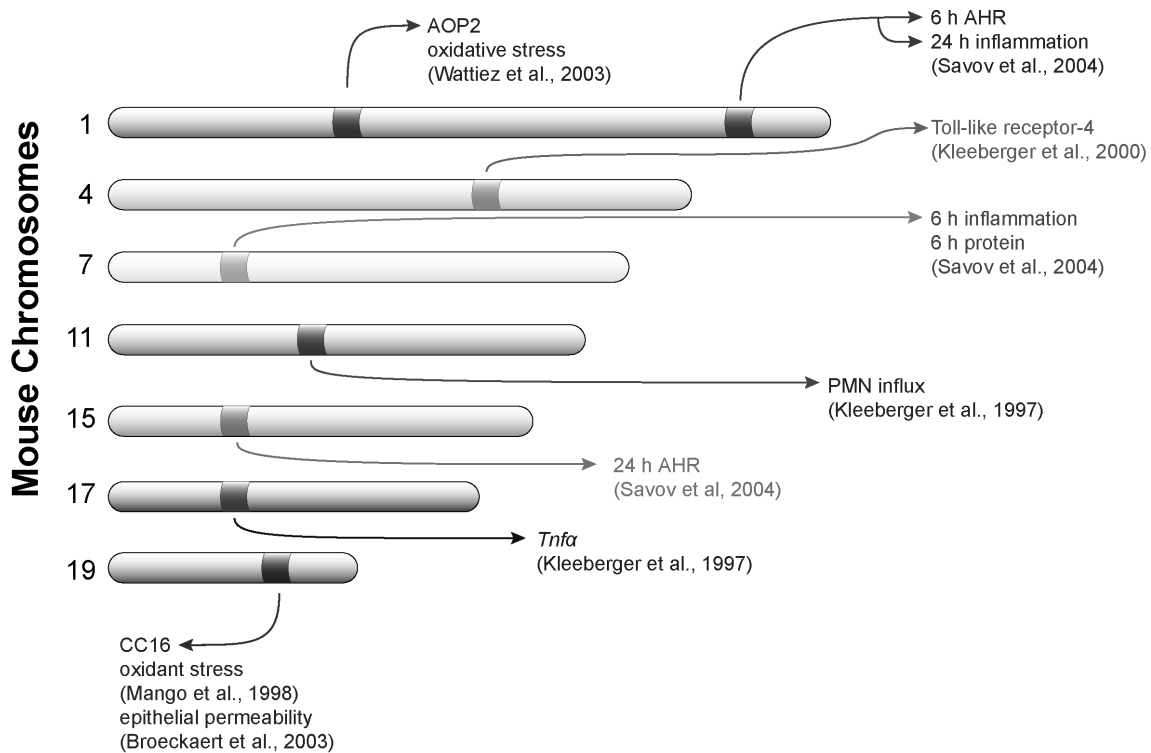 Mouse Chromosomes
AOP2
oxidative stress
(Wattiez et al., 2003)
6 h AHR
24 h inflammation
(Savov et al., 2004)
1
Toll-like receptor-4
(Kleeberger et al., 2000)
4
6 h inflammation
6 h protein
(Savov et al., 2004)
7
11
PMN influx
(Kleeberger et al., 1997)
15
24 h AHR
(Savov et al, 2004)
17
Tnfα
(Kleeberger et al., 1997)
19
CC16
oxidant stress
(Mango et al., 1998)
epithelial permeability
(Broeckaert et al., 2003)